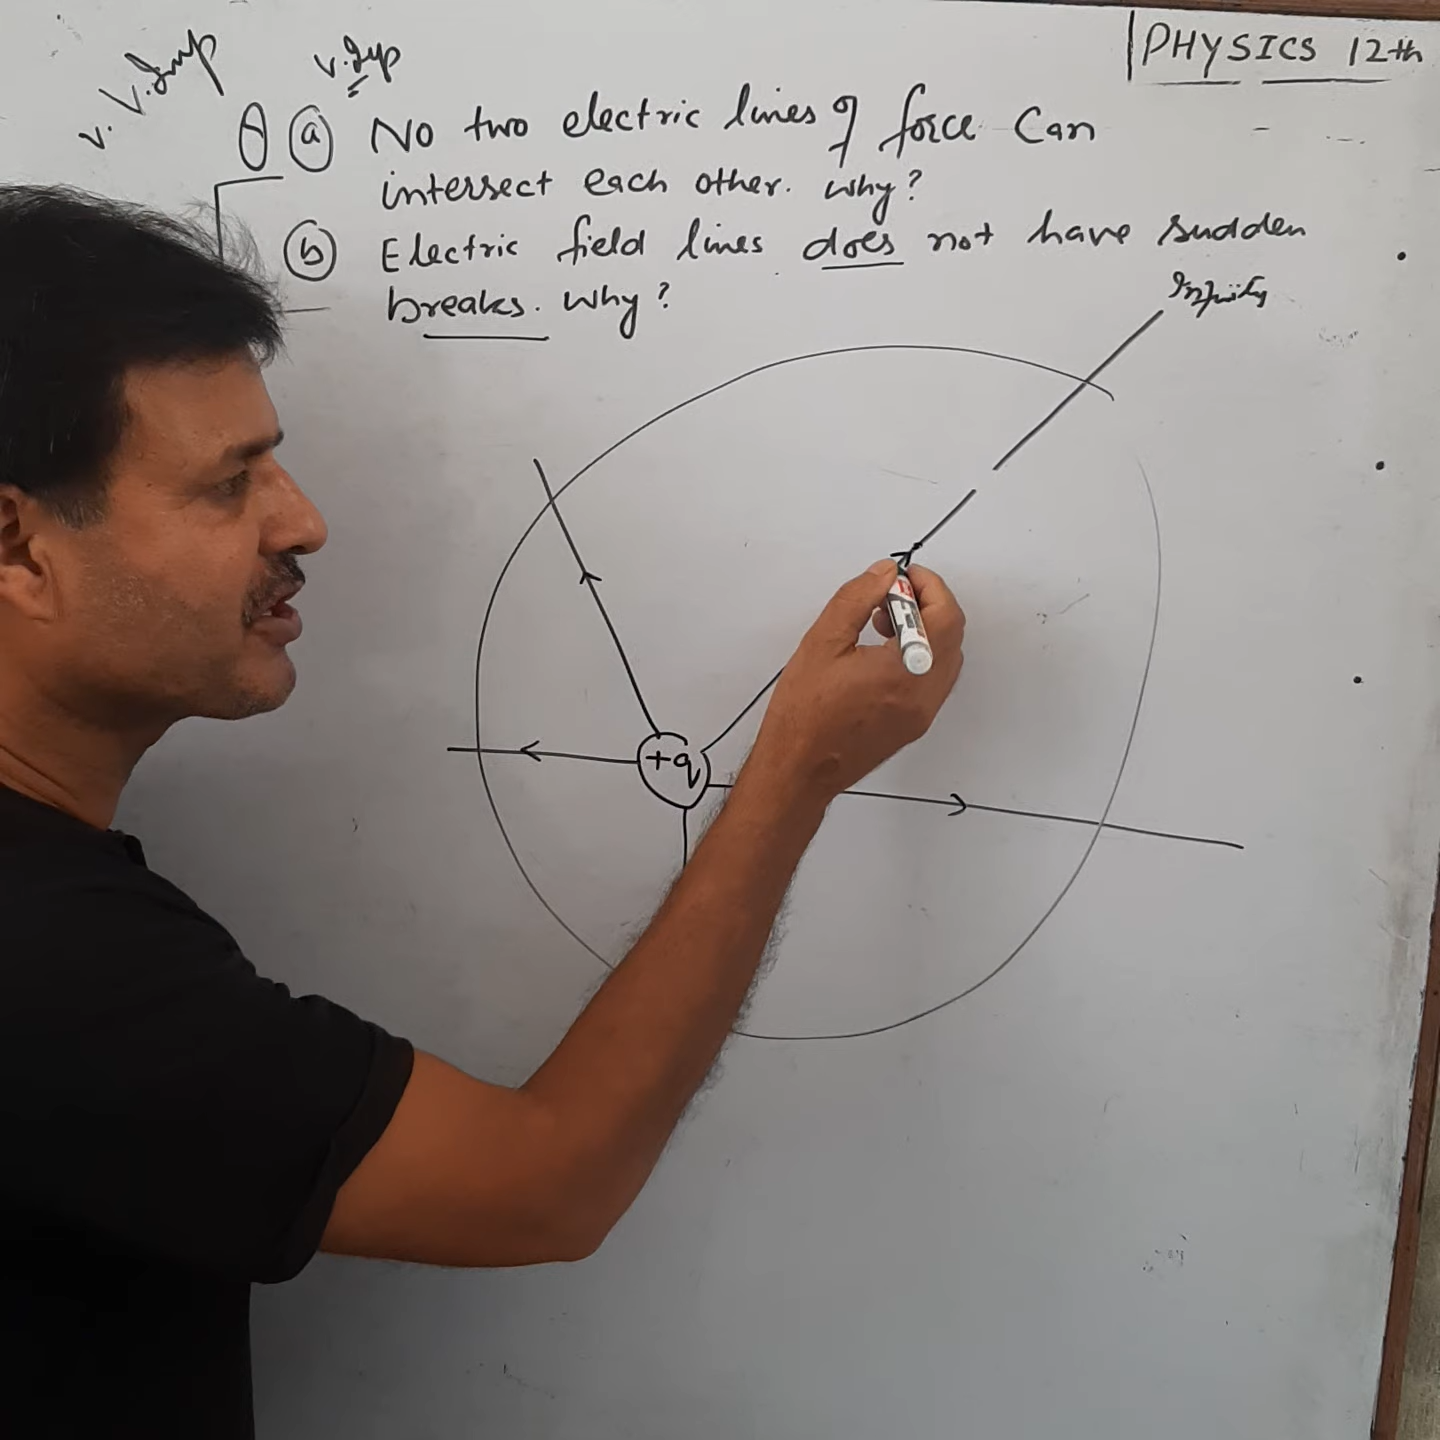 PHYSICS 12th
v. V. Imp
V. Imp
Q (a) No two electric lines of force Can
intersect each other. Why?
(b) Electric field lines does not have sudden
breaks. Why?
Infinity
+q